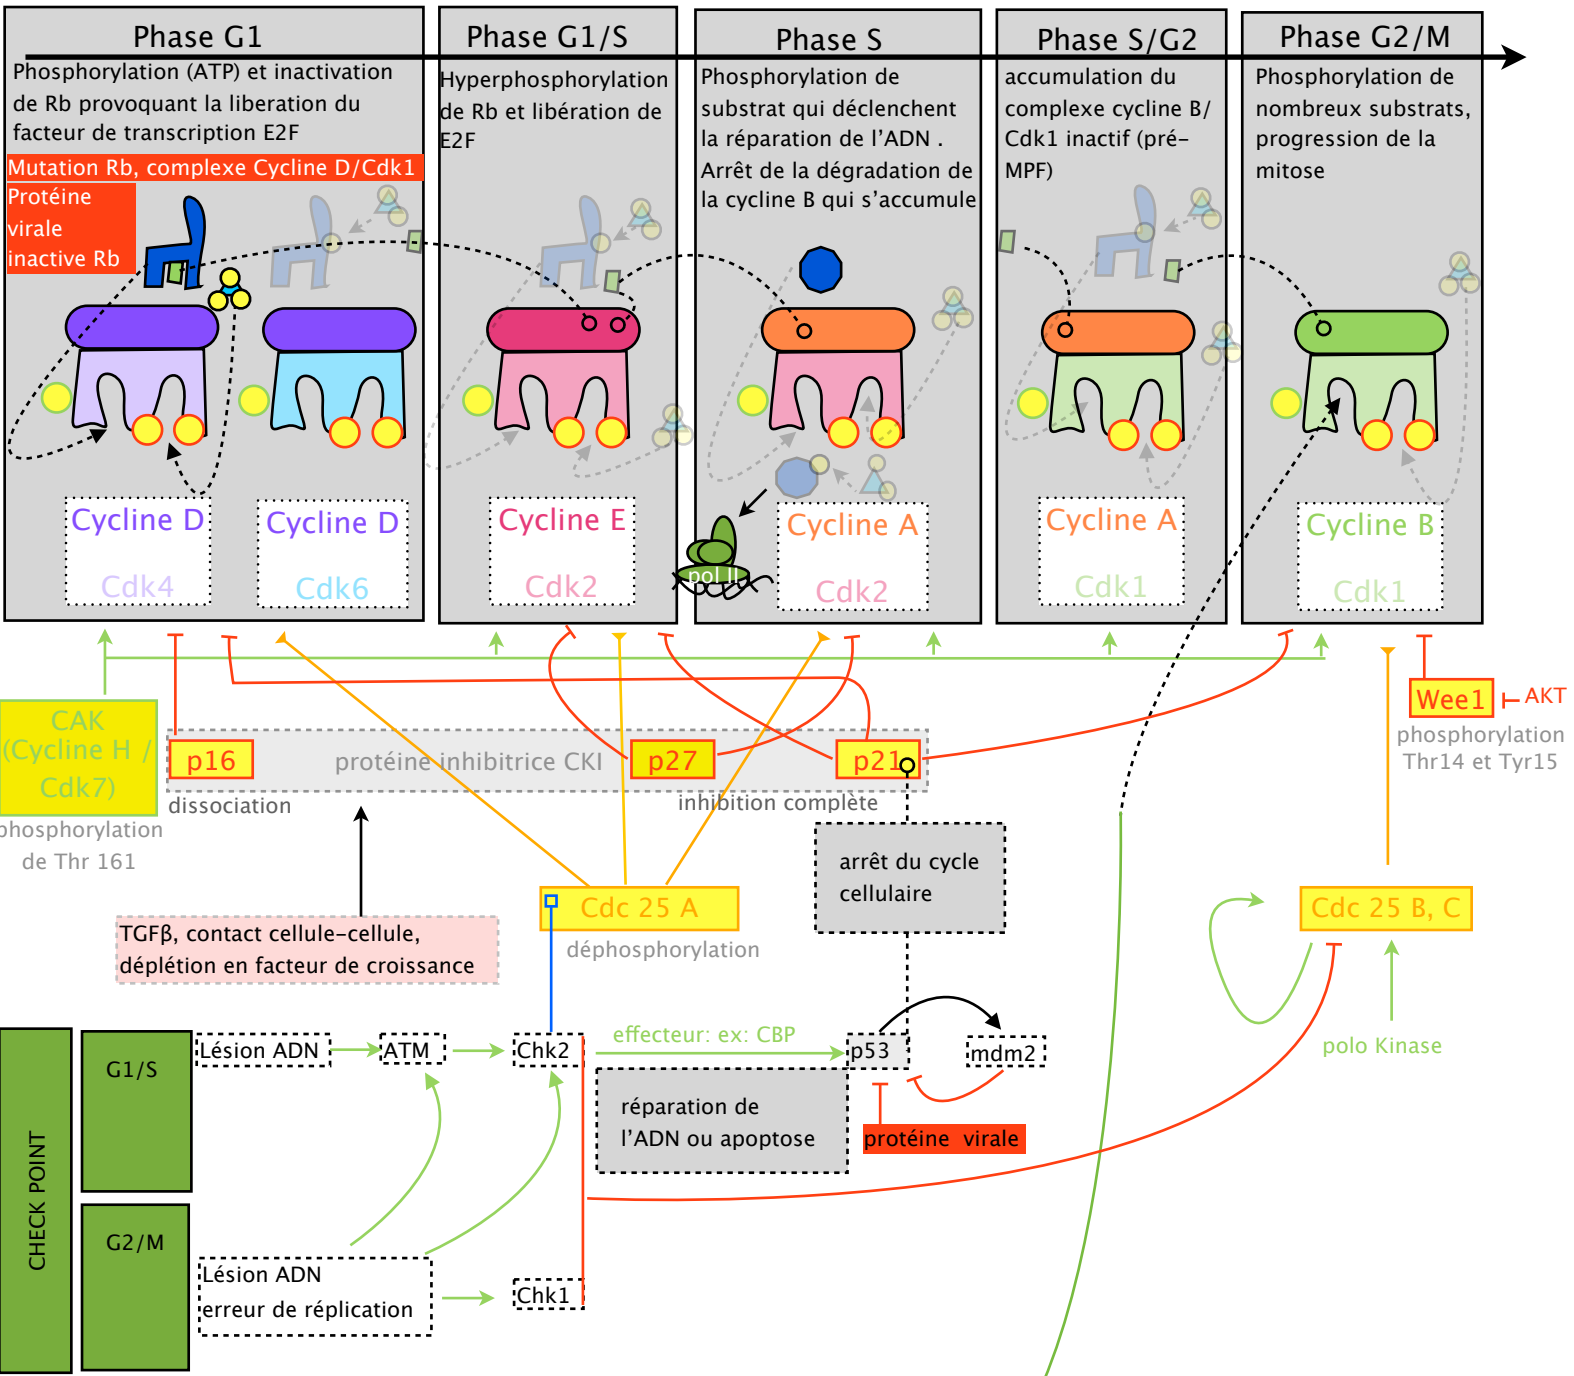 Phase G1
Phosphorylation (ATP) et inactivation
de Rb provoquant la liberation du
facteur de transcription E2F
Mutation Rb, complexe Cycline D/Cdk1
Protéine
virale
inactive Rb
Cycline D
Cdk4
Cycline D
Cdk6
Phase G1/S
Hyperphosphorylation
de Rb et libération de
E2F
Cycline E
Cdk2
Phase S
Phosphorylation de
substrat qui déclenchent
la réparation de l'ADN .
Arrêt de la dégradation de
la cycline B qui s'accumule
pol II
Cycline A
Cdk2
Phase S/G2
accumulation du
complexe cycline B/
Cdk1 inactif (pré-
MPF)
Cycline A
Cdk1
Phase G2/M
Phosphorylation de
nombreux substrats,
progression de la
mitose
Cycline B
Cdk1
CAK
(Cycline H /
Cdk7)
phosphorylation
de Thr 161
p16
dissociation
protéine inhibitrice CKI
p27
p21
inhibition complète
Wee1
AKT
phosphorylation
Thr14 et Tyr15
arrêt du cycle
cellulaire
TGFβ, contact cellule-cellule,
déplétion en facteur de croissance
Cdc 25 A
déphosphorylation
Cdc 25 B, C
polo Kinase
CHECK POINT
G1/S
Lésion ADN
ATM
Chk2
effecteur: ex: CBP
p53
mdm2
réparation de
l'ADN ou apoptose
protéine virale
G2/M
Lésion ADN
erreur de réplication
Chk1